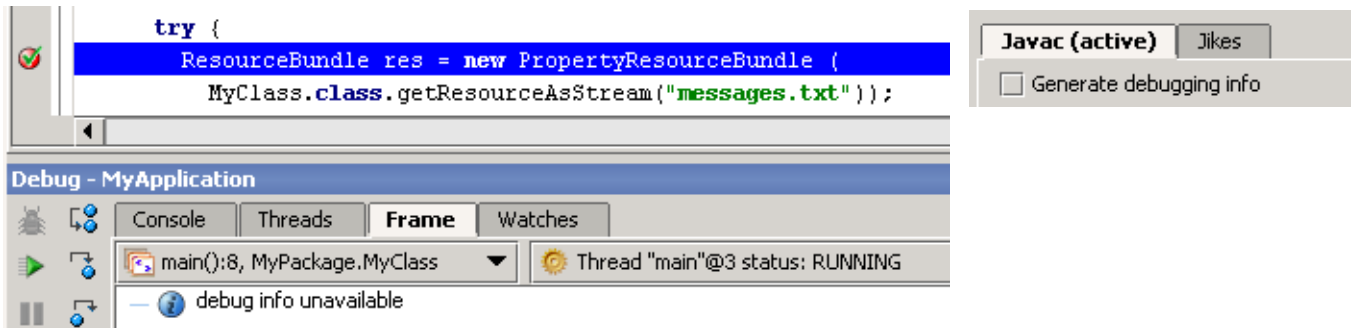 try {
ResourceBundle res = new PropertyResourceBundle (
MyClass.class.getResourceAsStream("messages.txt"));
Javac (active) Jikes
Generate debugging info
Debug - MyApplication
Console Threads Frame Watches
main():8, MyPackage.MyClass Thread "main"@3 status: RUNNING
debug info unavailable